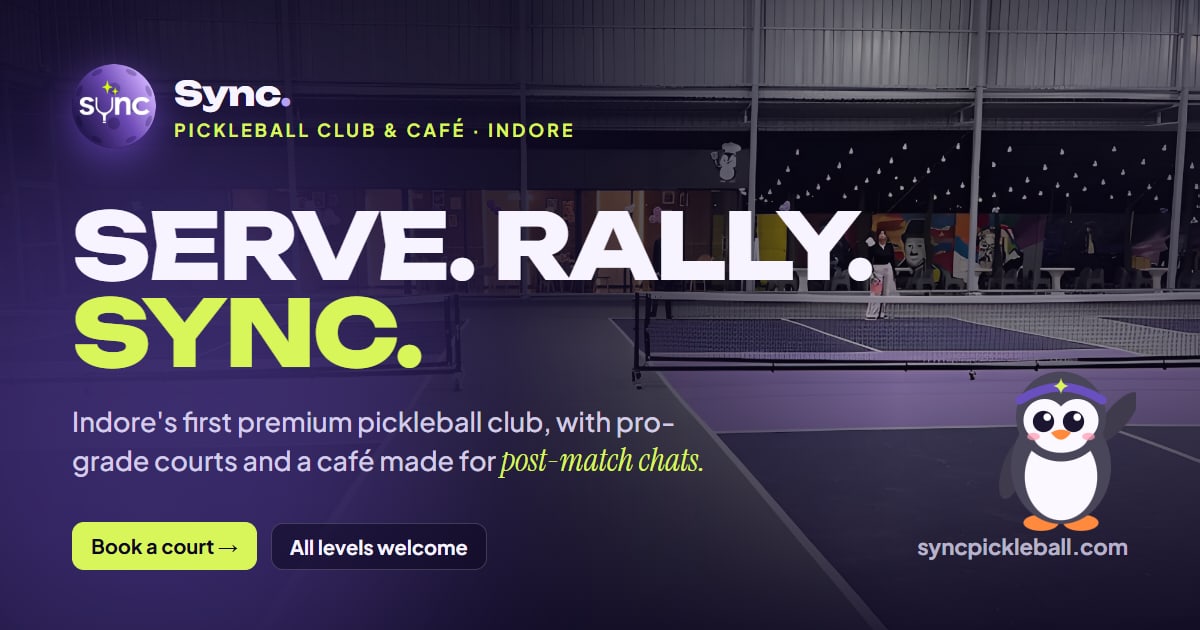 sync
Sync.
PICKLEBALL CLUB & CAFÉ · INDORE
SERVE. RALLY.
SYNC.
Indore's first premium pickleball club, with pro-
grade courts and a café made for post-match chats.
Book a court →
All levels welcome
syncpickleball.com